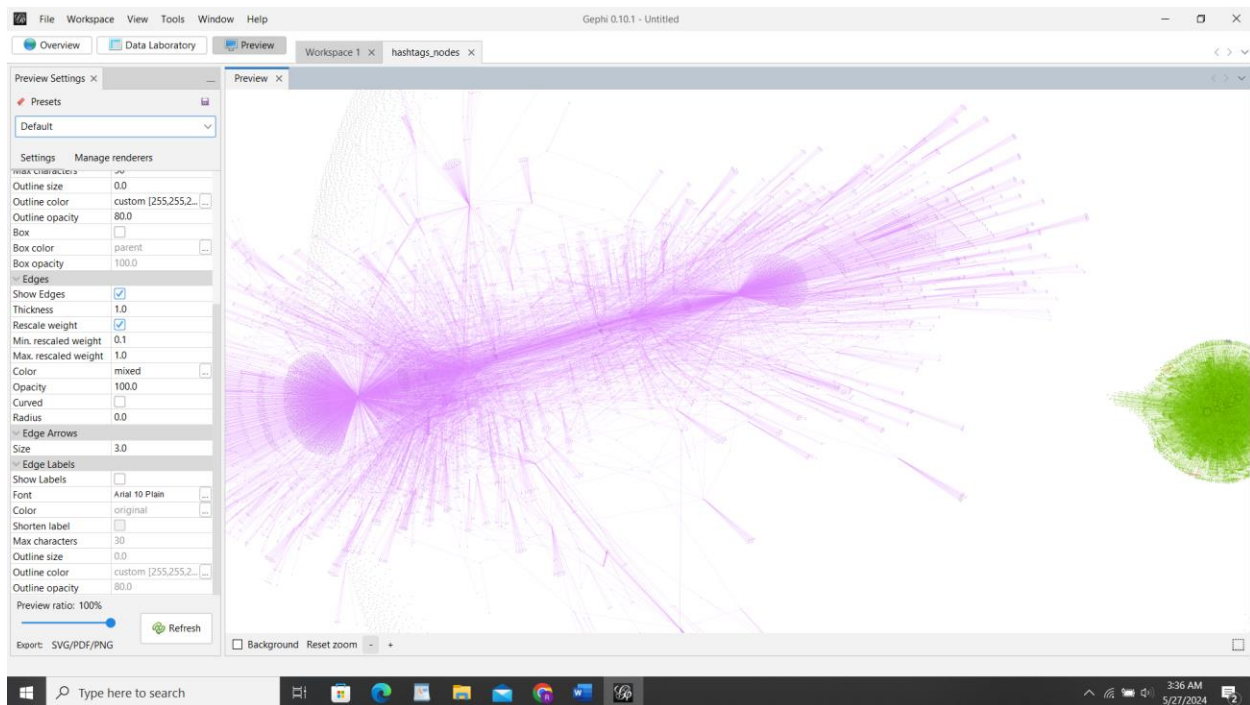 File Workspace View Tools Window Help
Gephi 0.10.1 - Untitled
Overview Data Laboratory Preview
Workspace 1 hashtags_nodes
Preview Settings
Preview
Presets
Default
Settings Manage renderers
Max characters 30
Outline size 0.0
Outline color custom [255,255,2... ...
Outline opacity 80.0
Box
Box color parent ...
Box opacity 100.0
Edges
Show Edges
Thickness 1.0
Rescale weight
Min. rescaled weight 0.1
Max. rescaled weight 1.0
Color mixed ...
Opacity 100.0
Curved
Radius 0.0
Edge Arrows
Size 3.0
Edge Labels
Show Labels
Font Arial 10 Plain ...
Color original ...
Shorten label
Max characters 30
Outline size 0.0
Outline color custom [255,255,2... ...
Outline opacity 80.0
Preview ratio: 100%
Refresh
Export: SVG/PDF/PNG
Background Reset zoom - +
Type here to search
3:36 AM
5/27/2024
2